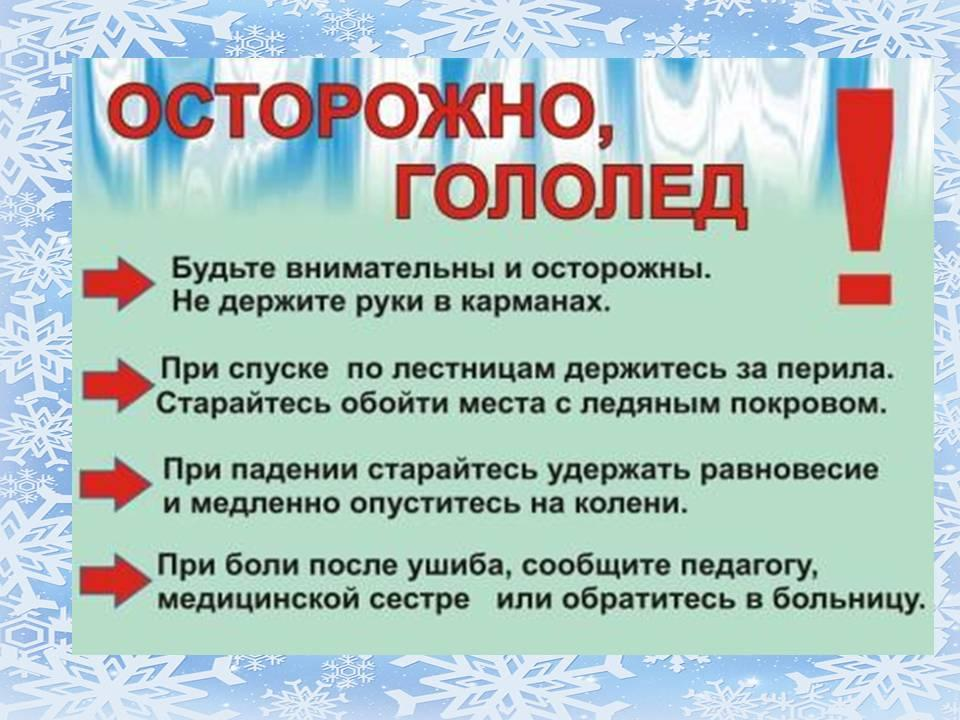 ОСТОРОЖНО,
ГОЛОЛЕД!
Будьте внимательны и осторожны.
Не держите руки в карманах.
При спуске по лестницам держитесь за перила.
Старайтесь обойти места с ледяным покровом.
При падении старайтесь удержать равновесие
и медленно опуститесь на колени.
При боли после ушиба, сообщите педагогу,
медицинской сестре или обратитесь в больницу.